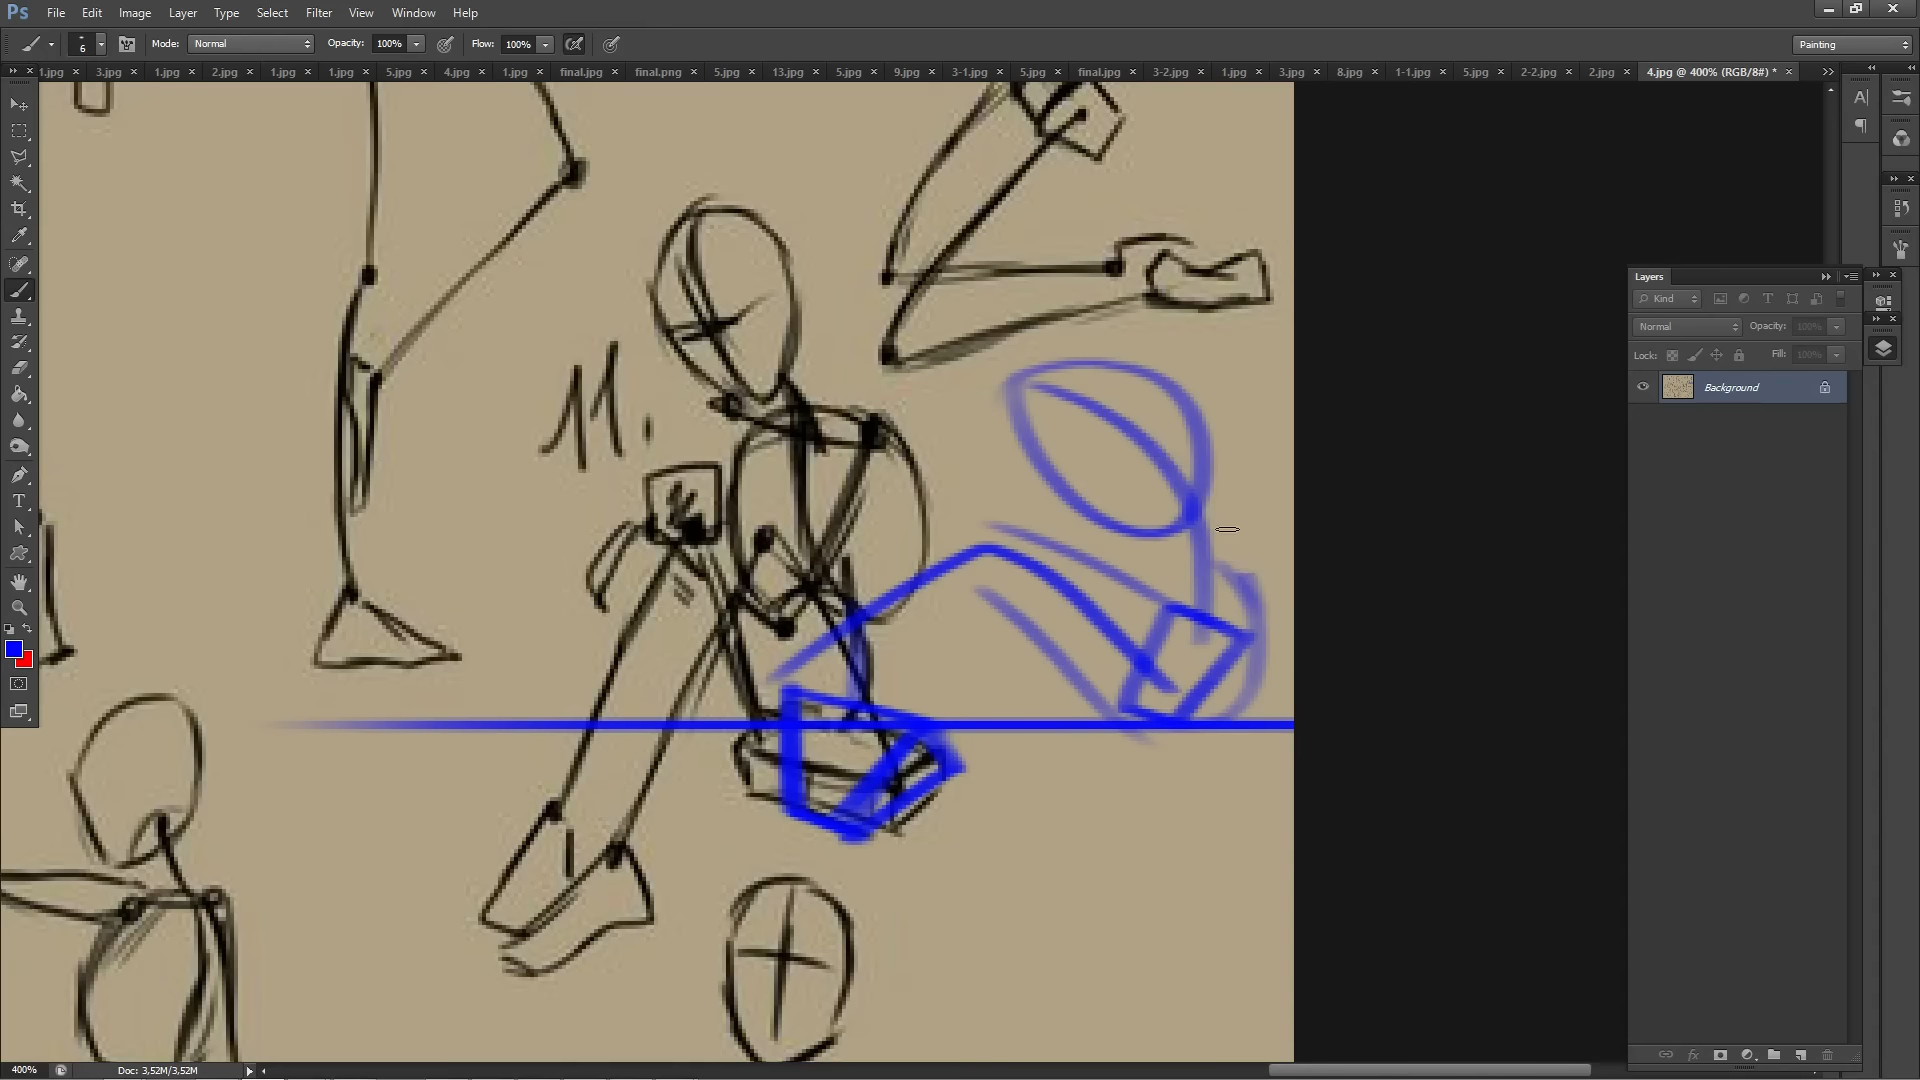 Ps File Edit Image Layer Type Select Filter View Window Help
6 Mode: Normal Opacity: 100% Flow: 100% Painting
1.jpg × 3.jpg × 1.jpg × 2.jpg × 1.jpg × 1.jpg × 5.jpg × 4.jpg × 1.jpg × final.jpg × final.png × 5.jpg × 13.jpg × 5.jpg × 9.jpg × 3-1.jpg × 5.jpg × final.jpg × 3-2.jpg × 1.jpg × 3.jpg × 8.jpg × 1-1.jpg × 5.jpg × 2-2.jpg × 2.jpg × 4.jpg @ 400% (RGB/8#) * ×
11.
Layers
Kind
Normal Opacity: 100%
Lock: Fill: 100%
Background
fx
400% Doc: 3,52M/3,52M